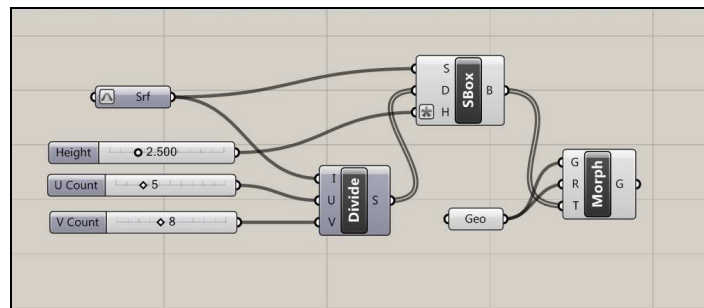 Srf
S
D
H
SBox
B
Height
2.500
U Count
5
V Count
8
I
U
V
Divide
S
Geo
G
R
T
Morph
G